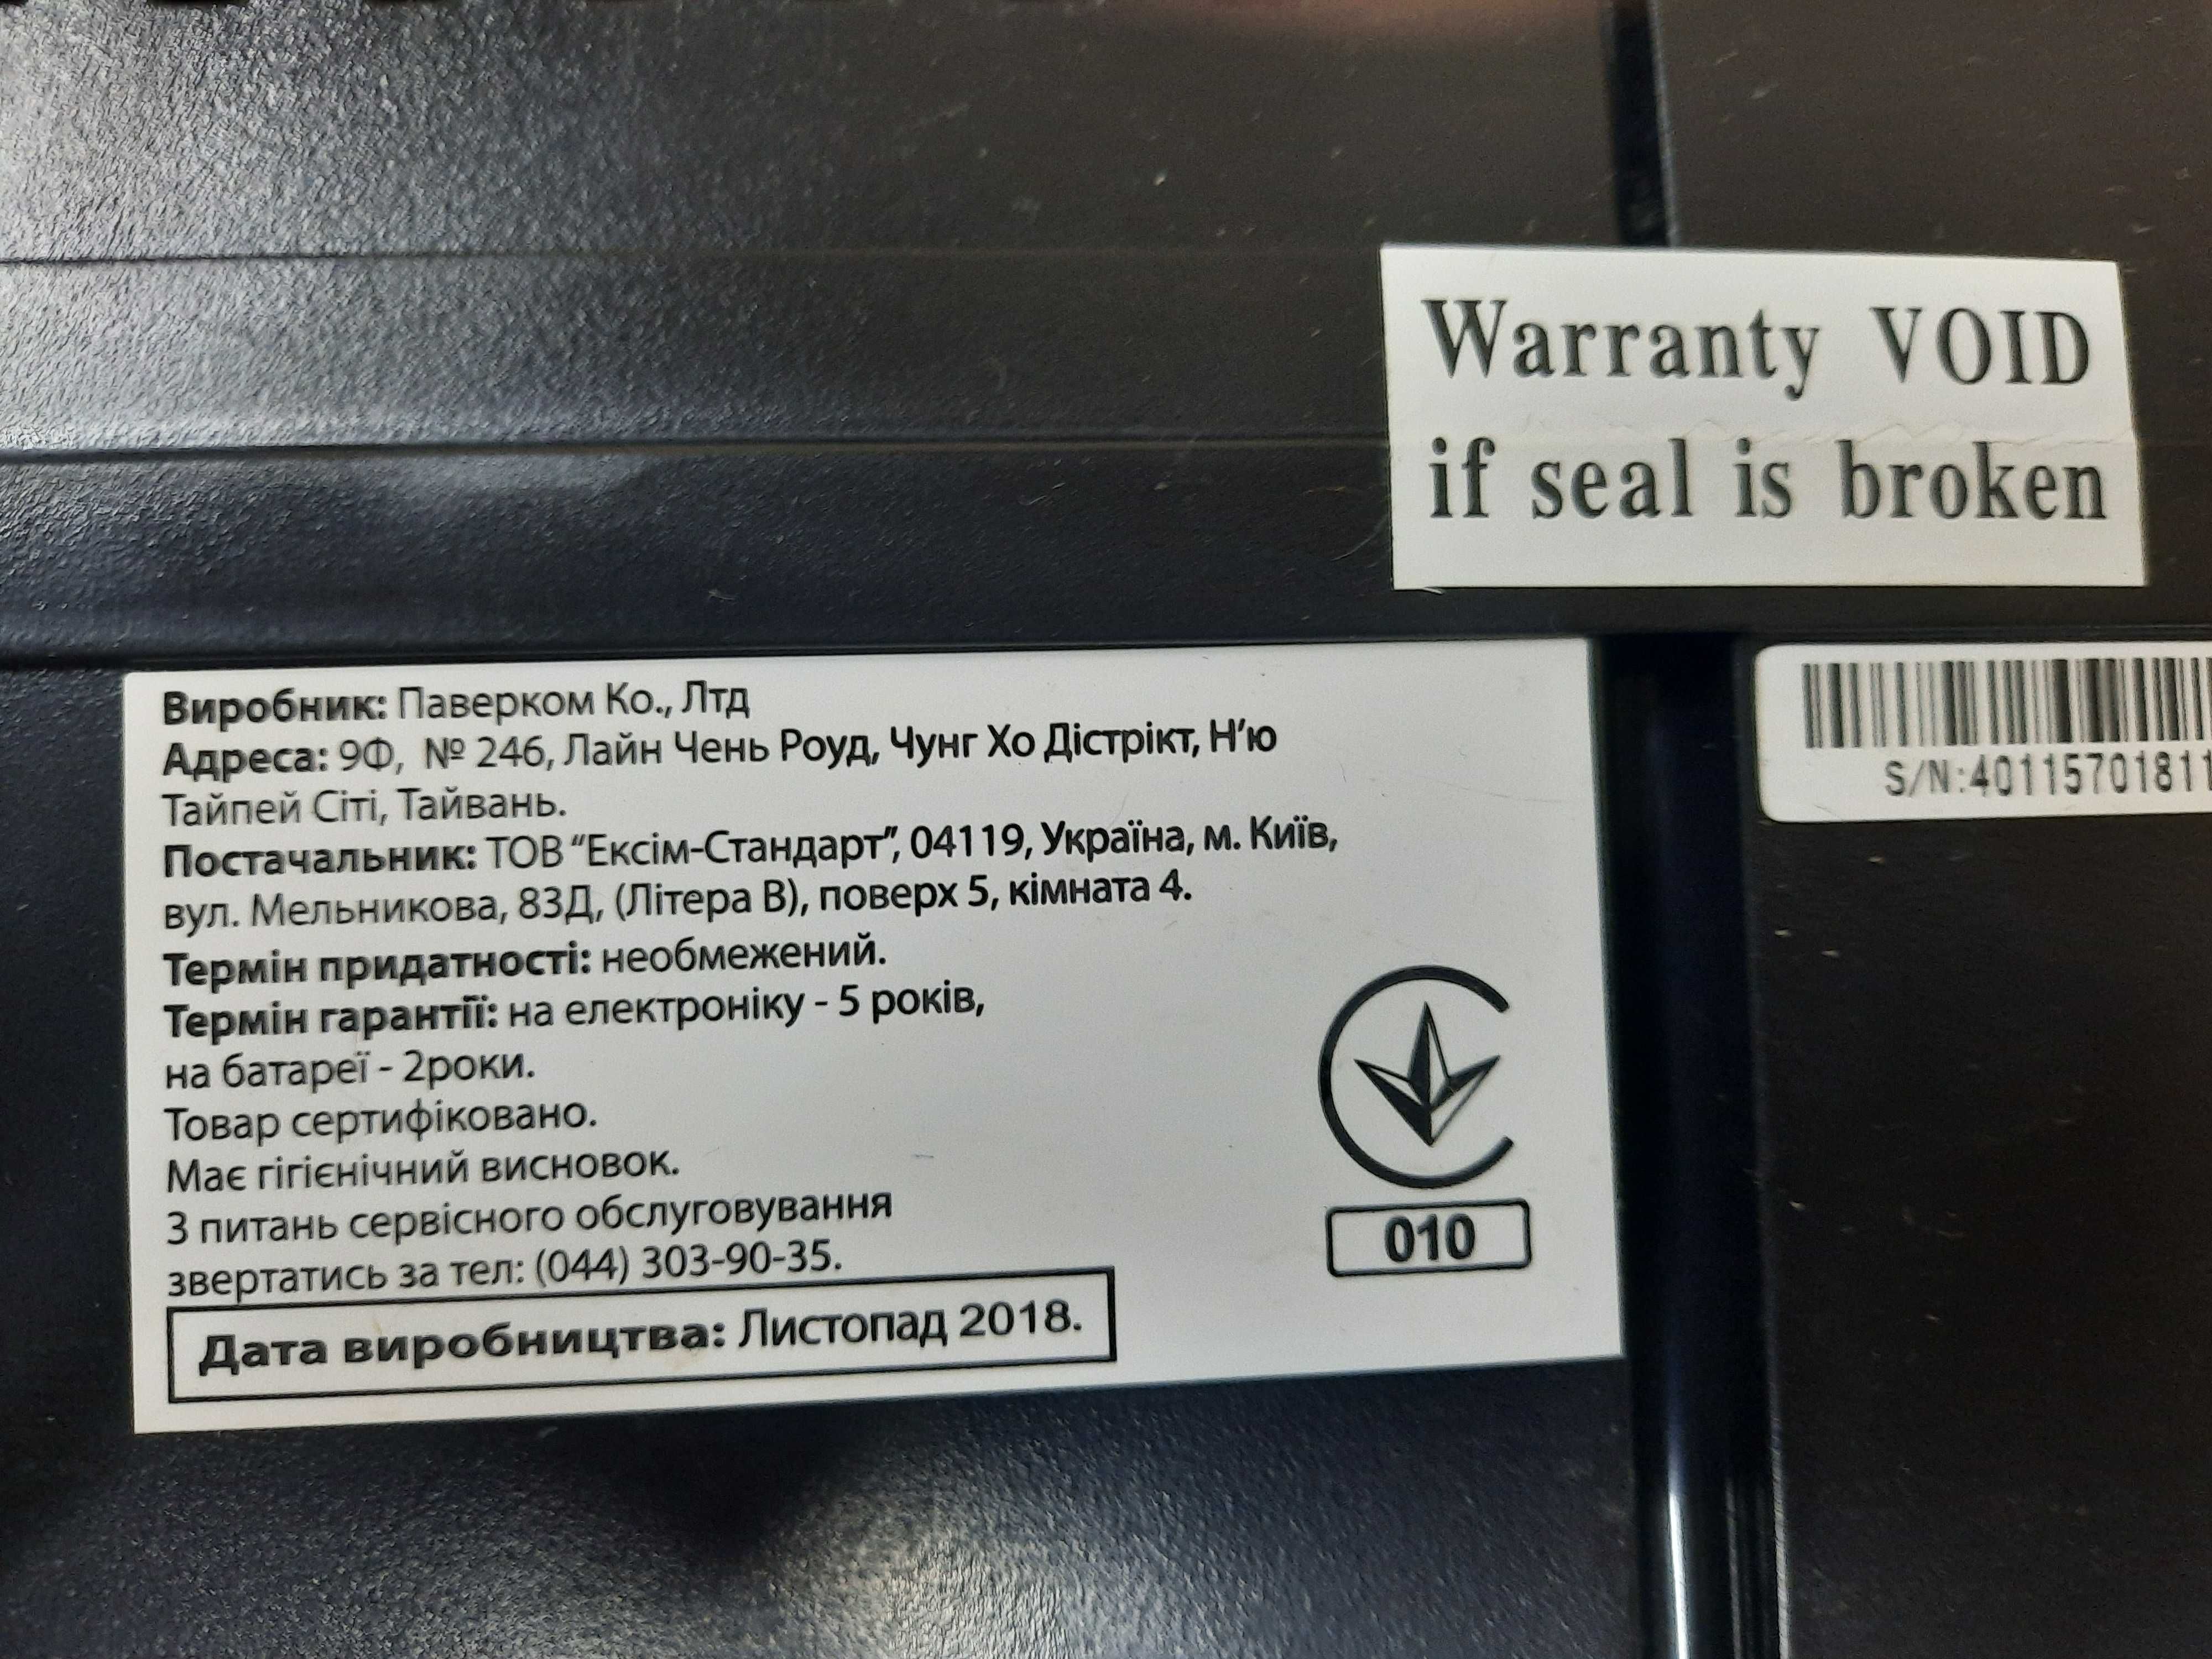 Warranty VOID
if seal is broken
Виробник: Паверком Ко., Лтд
Адреса: 9Ф, № 246, Лайн Чень Роуд, Чунг Хо Дістрікт, Н'ю
Тайпей Сіті, Тайвань.
Постачальник: ТОВ "Ексім-Стандарт", 04119, Україна, м. Київ,
вул. Мельникова, 83Д, (Літера В), поверх 5, кімната 4.
Термін придатності: необмежений.
Термін гарантії: на електроніку - 5 років,
на батареї - 2роки.
Товар сертифіковано.
Має гігієнічний висновок.
З питань сервісного обслуговування
звертатись за тел: (044) 303-90-35.
Дата виробництва: Листопад 2018.
010
S/N:40115701811